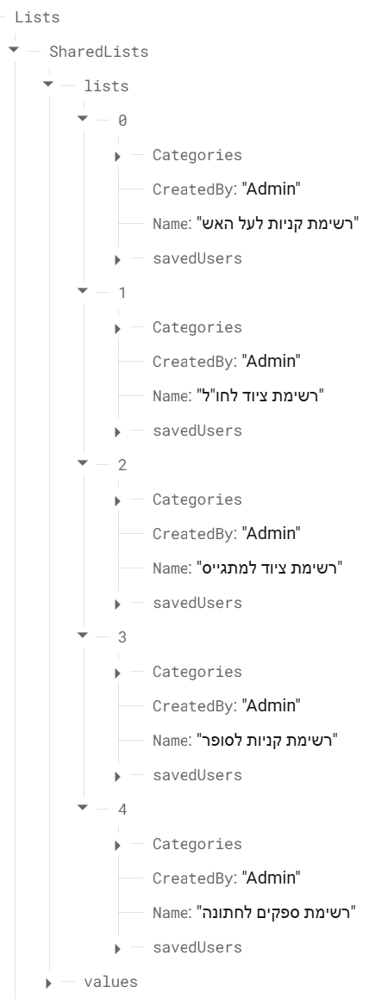 Lists
SharedLists
lists
0
Categories
CreatedBy: "Admin"
Name: "רשימת קניות לעל האש"
savedUsers
1
Categories
CreatedBy: "Admin"
Name: "רשימת ציוד לחו"ל"
savedUsers
2
Categories
CreatedBy: "Admin"
Name: "רשימת ציוד למתגייס"
savedUsers
3
Categories
CreatedBy: "Admin"
Name: "רשימת קניות לסופר"
savedUsers
4
Categories
CreatedBy: "Admin"
Name: "רשימת ספקים לחתונה"
savedUsers
values